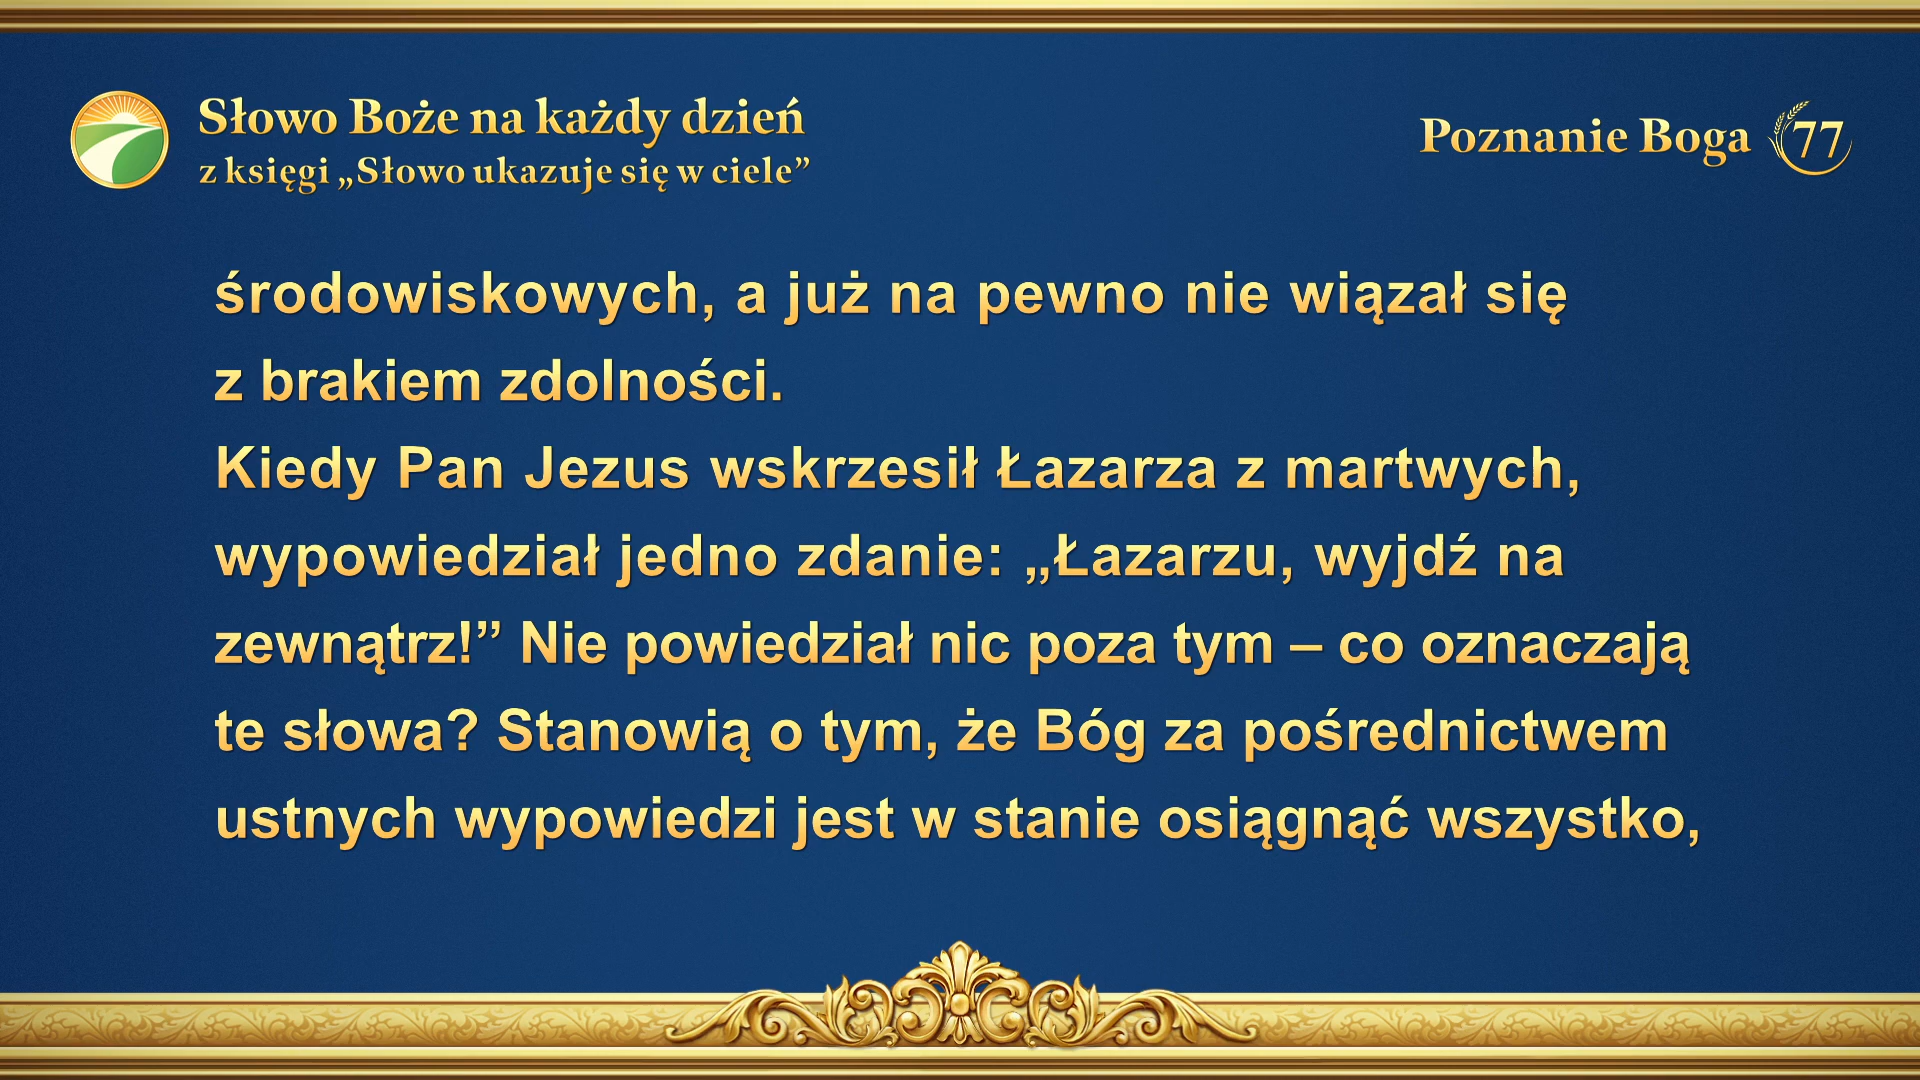 Słowo Boże na każdy dzień
z księgi „Słowo ukazuje się w ciele”
Poznanie Boga 77
środowiskowych, a już na pewno nie wiązał się
z brakiem zdolności.
Kiedy Pan Jezus wskrzesił Łazarza z martwych,
wypowiedział jedno zdanie: „Łazarzu, wyjdź na
zewnątrz!” Nie powiedział nic poza tym – co oznaczają
te słowa? Stanowią o tym, że Bóg za pośrednictwem
ustnych wypowiedzi jest w stanie osiągnąć wszystko,